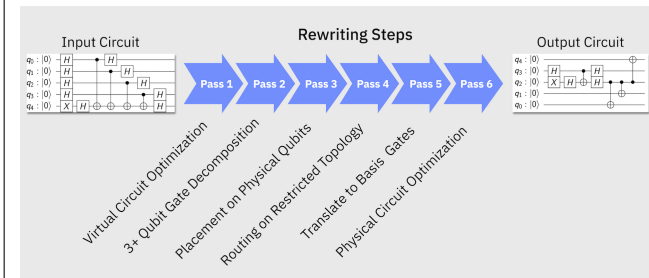 Rewriting Steps
Input Circuit
Output Circuit
q₀ : |0⟩ H H
q₁ : |0⟩ H H
q₂ : |0⟩ H H
q₃ : |0⟩ H H
q₄ : |0⟩ X H H
Pass 1 Pass 2 Pass 3 Pass 4 Pass 5 Pass 6
q₄ : |0⟩
q₃ : |0⟩ H H
q₂ : |0⟩ X H H
q₁ : |0⟩
q₀ : |0⟩
Virtual Circuit Optimization
3+ Qubit Gate Decomposition
Placement on Physical Qubits
Routing on Restricted Topology
Translate to Basis Gates
Physical Circuit Optimization